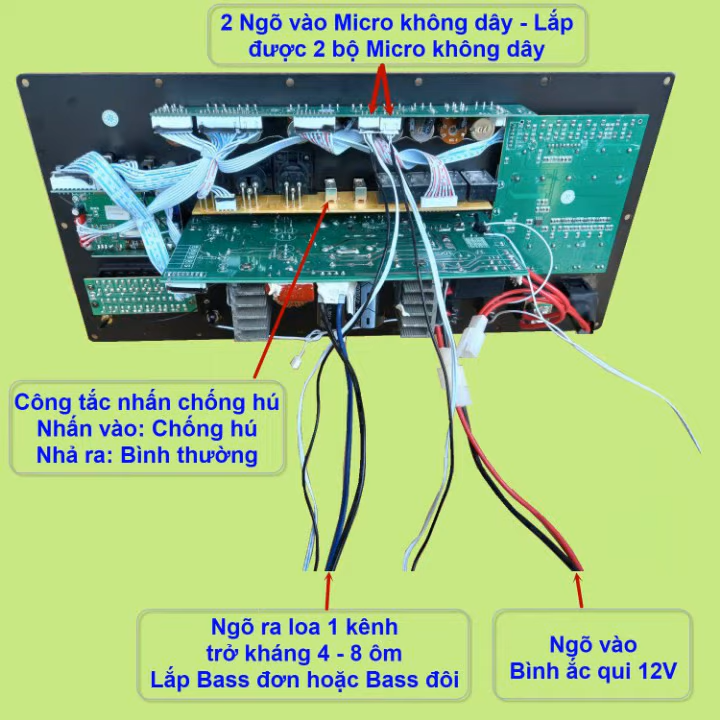 2 Ngõ vào Micro không dây - Lắp
được 2 bộ Micro không dây
Công tắc nhấn chống hú
Nhấn vào: Chống hú
Nhả ra: Bình thường
Ngõ ra loa 1 kênh
trở kháng 4 - 8 ôm
Lắp Bass đơn hoặc Bass đôi
Ngõ vào
Bình ắc qui 12V